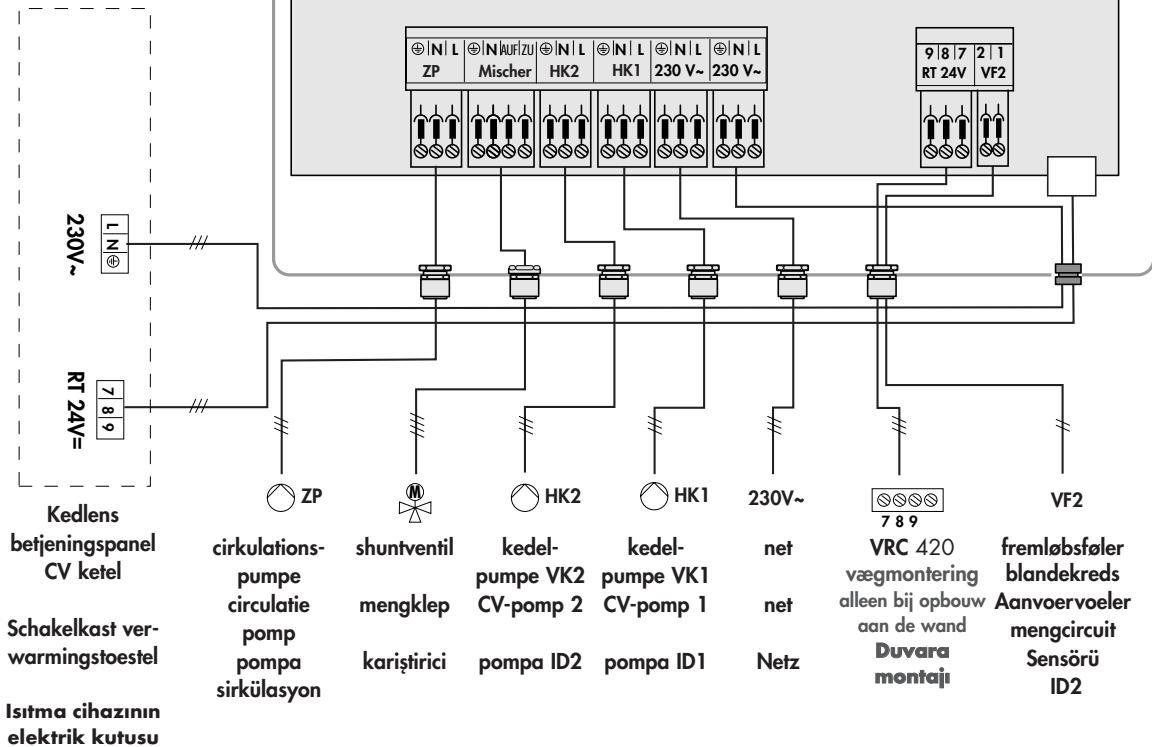 ⏚ N L ⏚ N AUF ZU ⏚ N L ⏚ N L ⏚ N L ⏚ N L
ZP Mischer HK2 HK1 230 V~ 230 V~
9 8 7 2 1
RT 24V VF2
230V~
L N ⏚
RT 24V=
7 8 9
M
ZP
HK2
HK1
230V~
7 8 9
VF2
Kedlens
betjeningspanel
CV ketel
Schakelkast ver-
warmingstoestel
Isıtma cihazının
elektrik kutusu
cirkulations-
pumpe
circulatie
pomp
pompa
sirkülasyon
shuntventil
mengklep
kariştirici
kedel-
pumpe VK2
CV-pomp 2
pompa ID2
kedel-
pumpe VK1
CV-pomp 1
pompa ID1
net
net
Netz
VRC 420
vægmontering
alleen bij opbouw
aan de wand
Duvara
montajı
fremløbsføler
blandekreds
Aanvoervoeler
mengcircuit
Sensörü
ID2